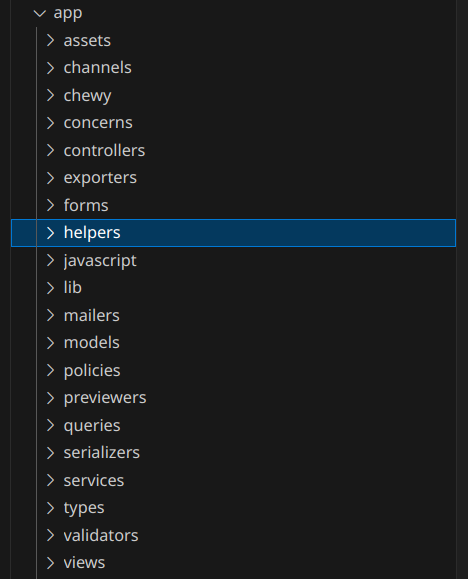 app
assets
channels
chewy
concerns
controllers
exporters
forms
helpers
javascript
lib
mailers
models
policies
previewers
queries
serializers
services
types
validators
views